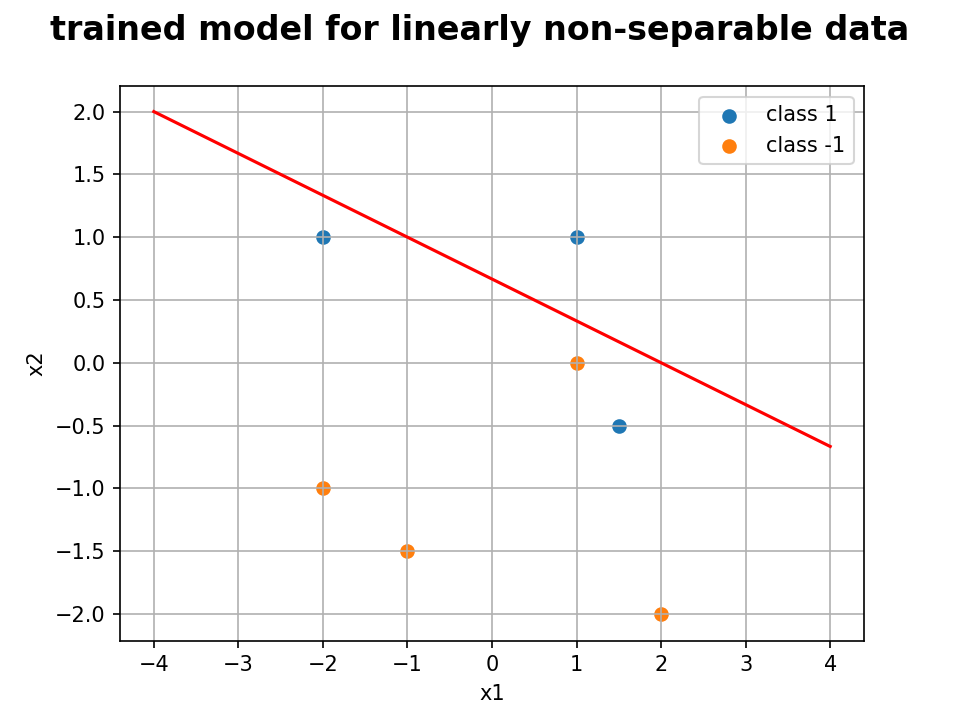 trained model for linearly non-separable data
class 1
class -1
2.0
1.5
1.0
0.5
0.0
−0.5
−1.0
−1.5
−2.0
x2
−4 −3 −2 −1 0 1 2 3 4
x1